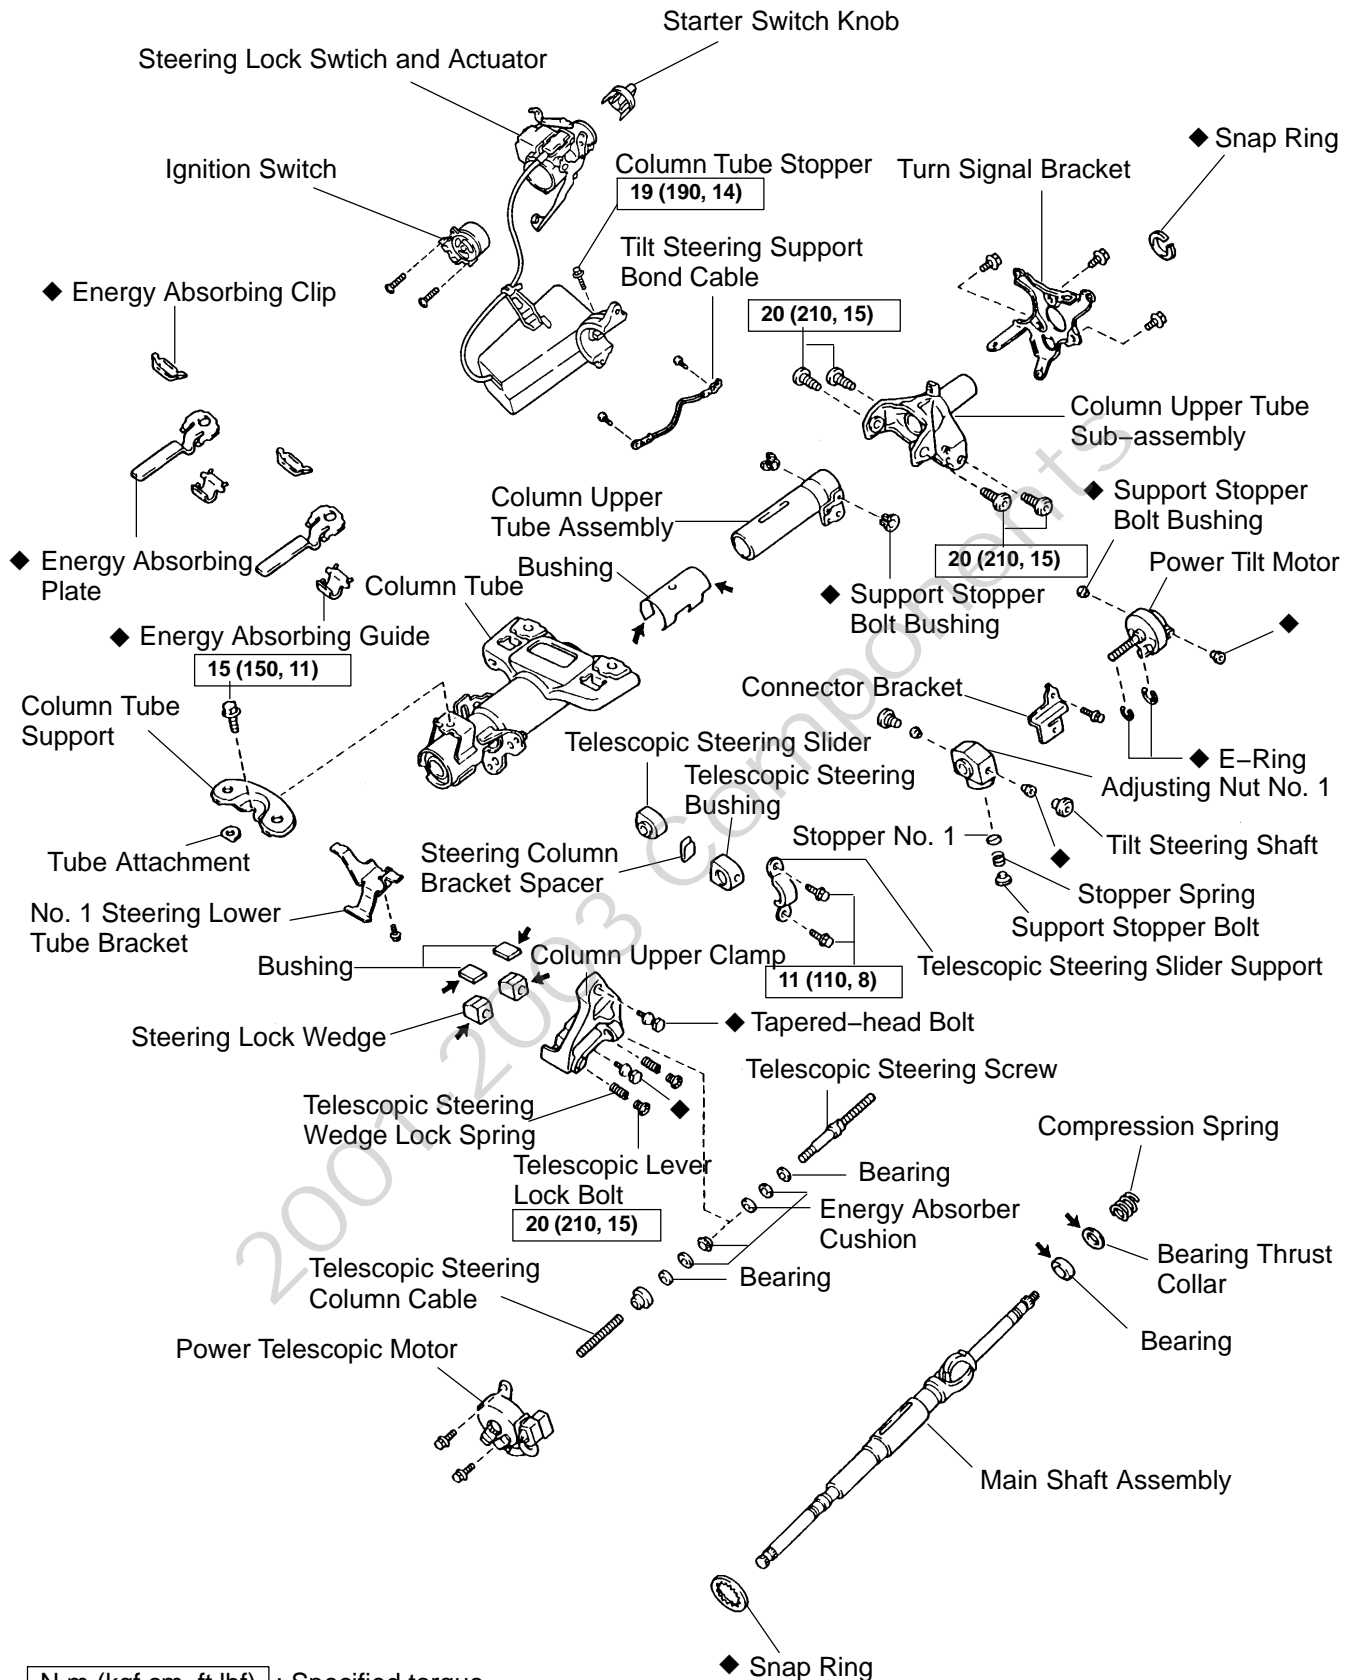 Starter Switch Knob
Steering Lock Swtich and Actuator
◆ Snap Ring
Ignition Switch
Column Tube Stopper
19 (190, 14)
Turn Signal Bracket
Tilt Steering Support
Bond Cable
◆ Energy Absorbing Clip
20 (210, 15)
Column Upper Tube
Sub−assembly
Column Upper
Tube Assembly
◆ Support Stopper
Bolt Bushing
20 (210, 15)
◆ Energy Absorbing
Plate
Bushing
Power Tilt Motor
Column Tube
◆ Support Stopper
Bolt Bushing
◆
◆ Energy Absorbing Guide
15 (150, 11)
Connector Bracket
Column Tube
Support
Telescopic Steering Slider
◆ E−Ring
Telescopic Steering
Bushing
Adjusting Nut No. 1
Stopper No. 1
Tilt Steering Shaft
Tube Attachment
Steering Column
Bracket Spacer
◆
Stopper Spring
No. 1 Steering Lower
Tube Bracket
Support Stopper Bolt
Bushing
Column Upper Clamp
11 (110, 8)
Telescopic Steering Slider Support
Steering Lock Wedge
◆ Tapered−head Bolt
Telescopic Steering Screw
Telescopic Steering
Wedge Lock Spring
◆
Compression Spring
Telescopic Lever
Lock Bolt
20 (210, 15)
Bearing
Energy Absorber
Cushion
Telescopic Steering
Column Cable
Bearing
Bearing Thrust
Collar
Power Telescopic Motor
Bearing
Main Shaft Assembly
◆ Snap Ring
N·m (kgf·cm, ft·lbf) : Specified torque
2001-2003 Components